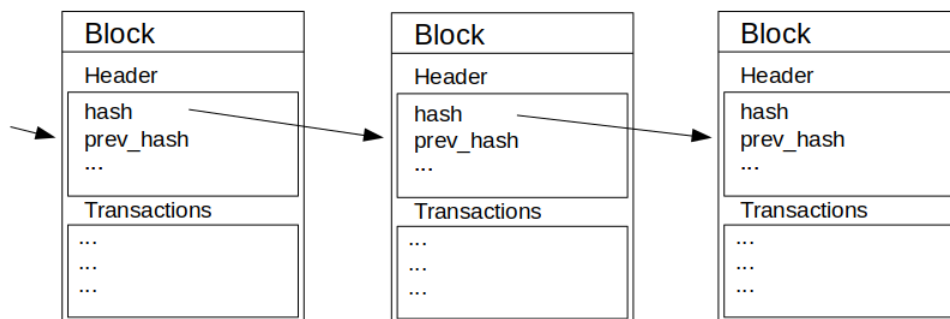 Block
Header
hash
prev_hash
...
Transactions
...
...
...
Block
Header
hash
prev_hash
...
Transactions
...
...
...
Block
Header
hash
prev_hash
...
Transactions
...
...
...